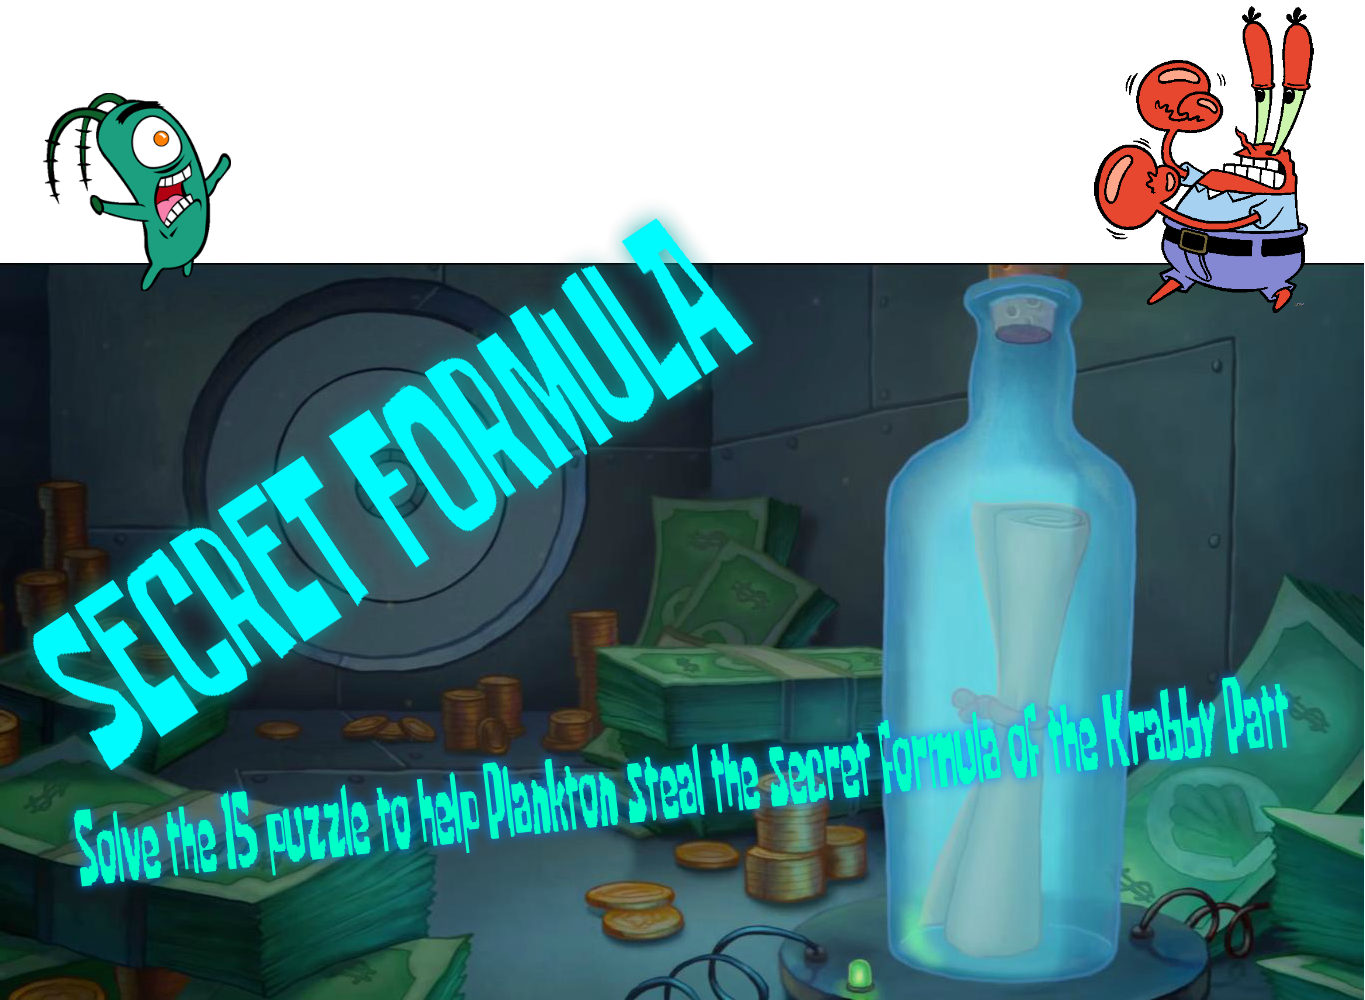 SECRET FORMULA
Solve the 15 puzzle to help Plankton steal the secret formula of the Krabby Patt